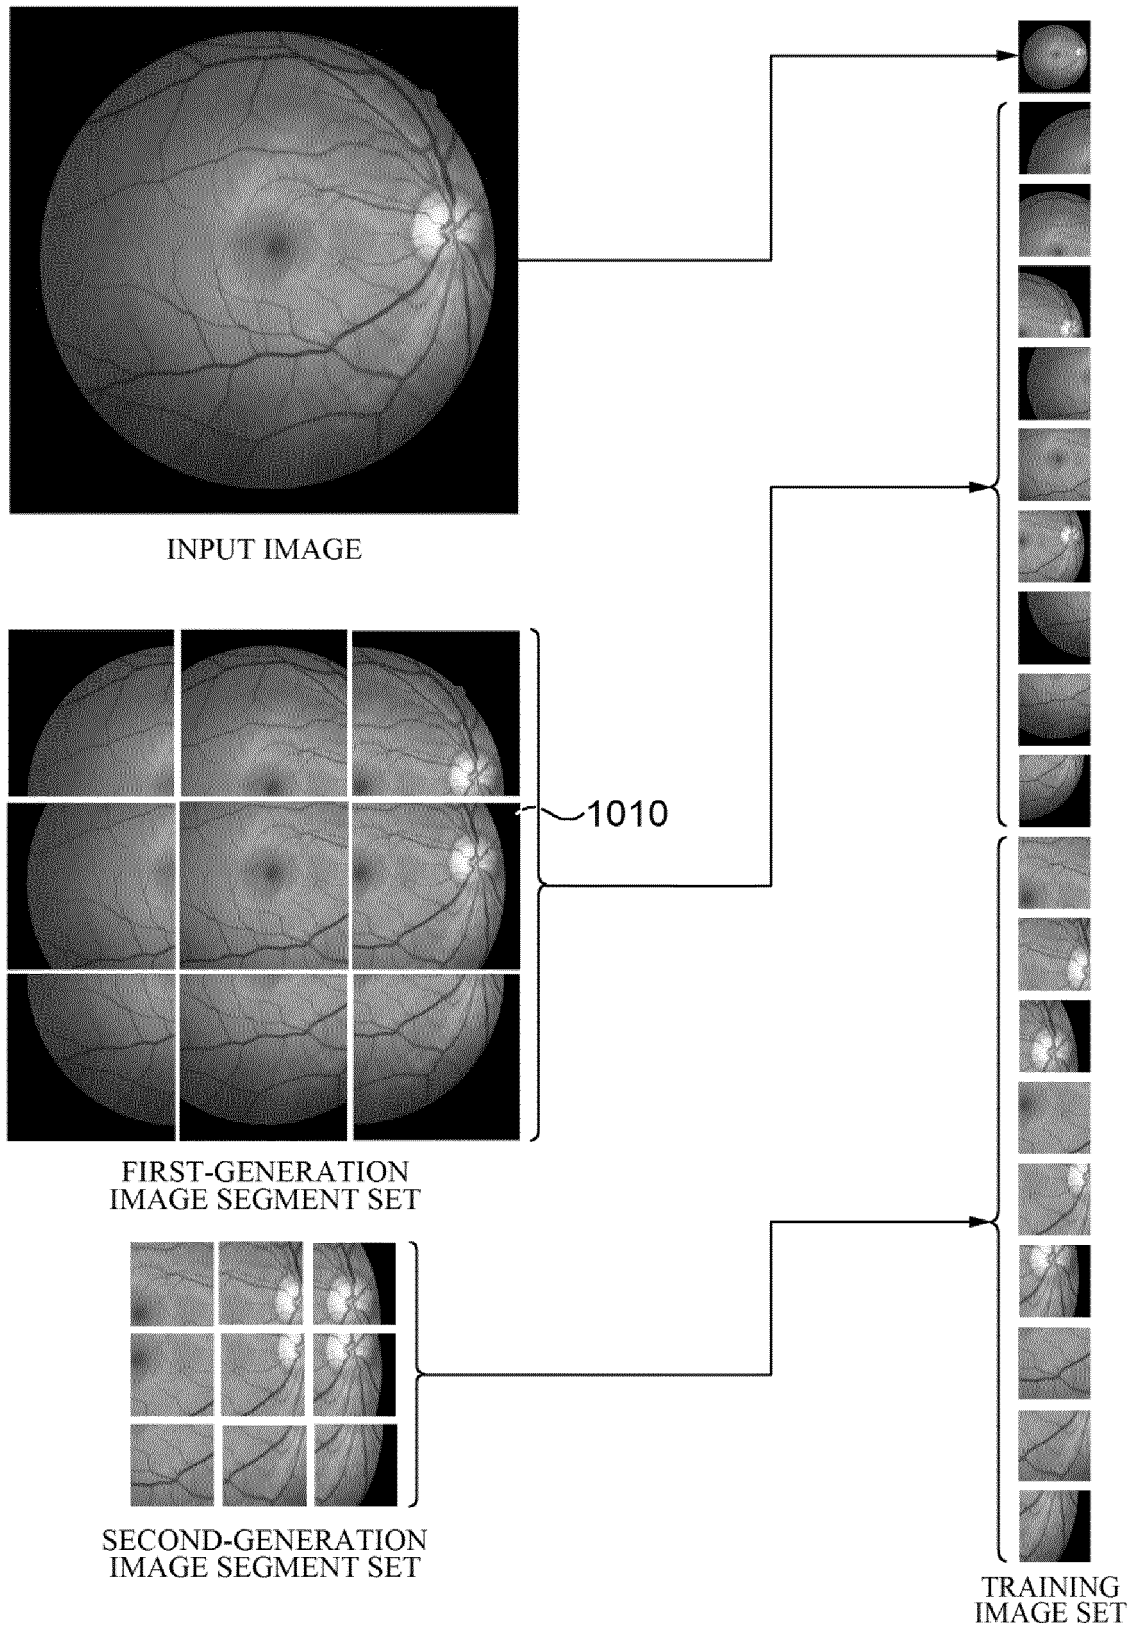 INPUT IMAGE
1010
FIRST-GENERATION
IMAGE SEGMENT SET
SECOND-GENERATION
IMAGE SEGMENT SET
TRAINING
IMAGE SET